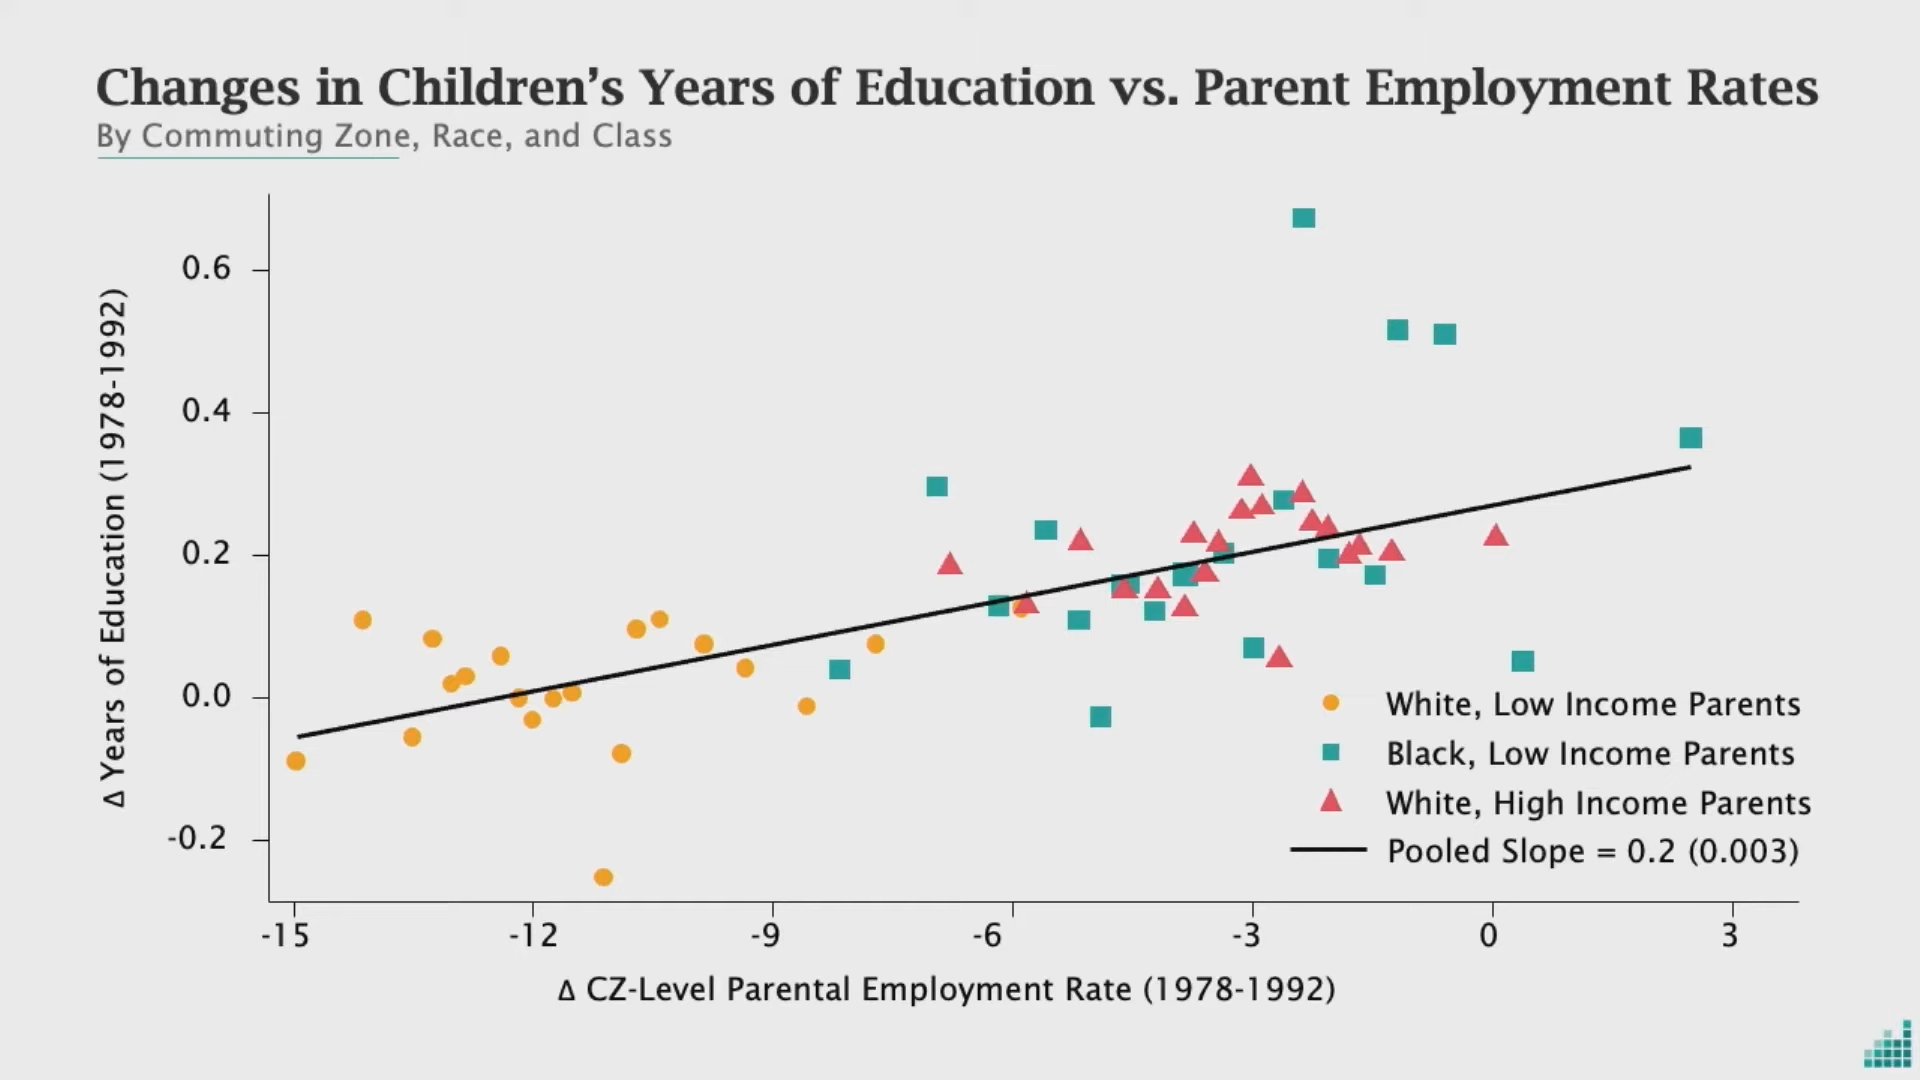 Changes in Children's Years of Education vs. Parent Employment Rates
By Commuting Zone, Race, and Class
Δ Years of Education (1978-1992)
0.6
0.4
0.2
0.0
-0.2
White, Low Income Parents
Black, Low Income Parents
White, High Income Parents
Pooled Slope = 0.2 (0.003)
-15 -12 -9 -6 -3 0 3
Δ CZ-Level Parental Employment Rate (1978-1992)